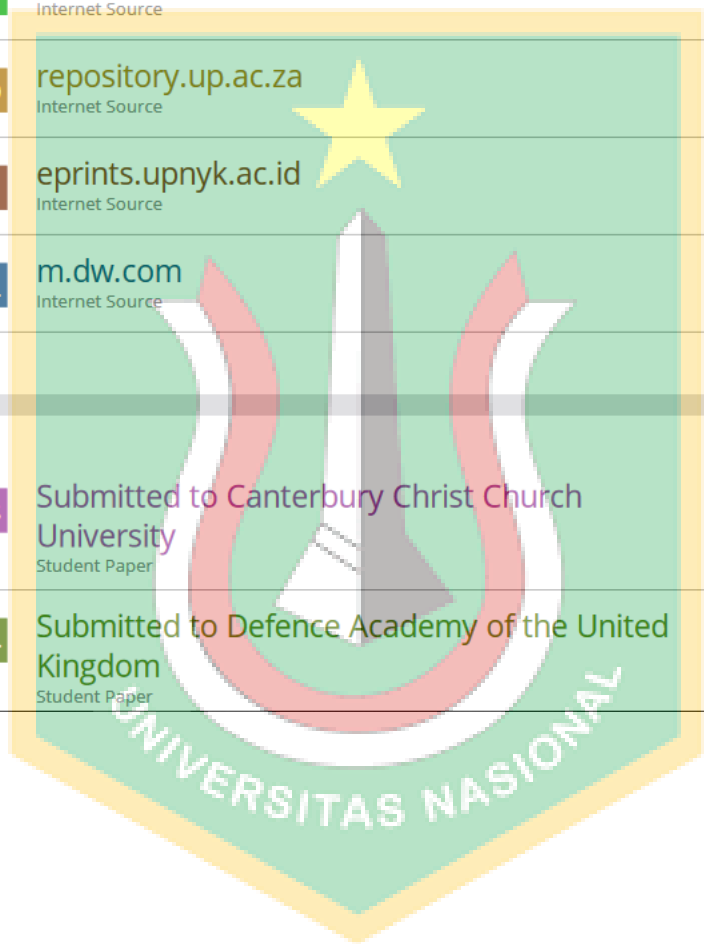 Internet Source
repository.up.ac.za
Internet Source
eprints.upnyk.ac.id
Internet Source
m.dw.com
Internet Source
Submitted to Canterbury Christ Church
University
Student Paper
Submitted to Defence Academy of the United
Kingdom
Student Paper
UNIVERSITAS NASIONAL